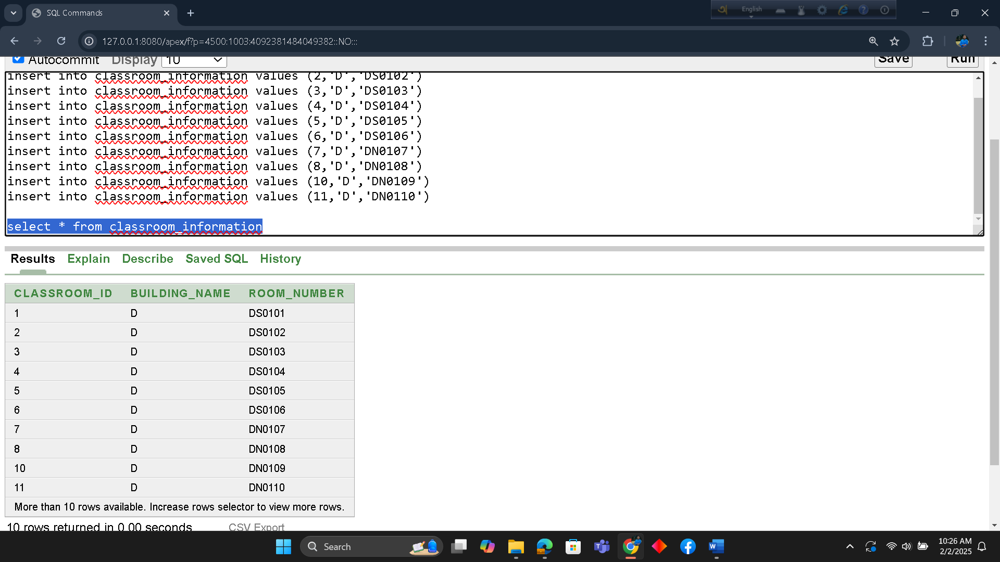 SQL Commands
English
127.0.0.1:8080/apex/f?p=4500:1003:4092381484049382::NO:::
Autocommit Display 10 Save Run
insert into classroom_information values (2,'D','DS0102')
insert into classroom_information values (3,'D','DS0103')
insert into classroom_information values (4,'D','DS0104')
insert into classroom_information values (5,'D','DS0105')
insert into classroom_information values (6,'D','DS0106')
insert into classroom_information values (7,'D','DN0107')
insert into classroom_information values (8,'D','DN0108')
insert into classroom_information values (10,'D','DN0109')
insert into classroom_information values (11,'D','DN0110')
select * from classroom_information
Results Explain Describe Saved SQL History
CLASSROOM_ID BUILDING_NAME ROOM_NUMBER
1 D DS0101
2 D DS0102
3 D DS0103
4 D DS0104
5 D DS0105
6 D DS0106
7 D DN0107
8 D DN0108
10 D DN0109
11 D DN0110
More than 10 rows available. Increase rows selector to view more rows.
10 rows returned in 0.00 seconds CSV Export
Search
10:26 AM
2/2/2025